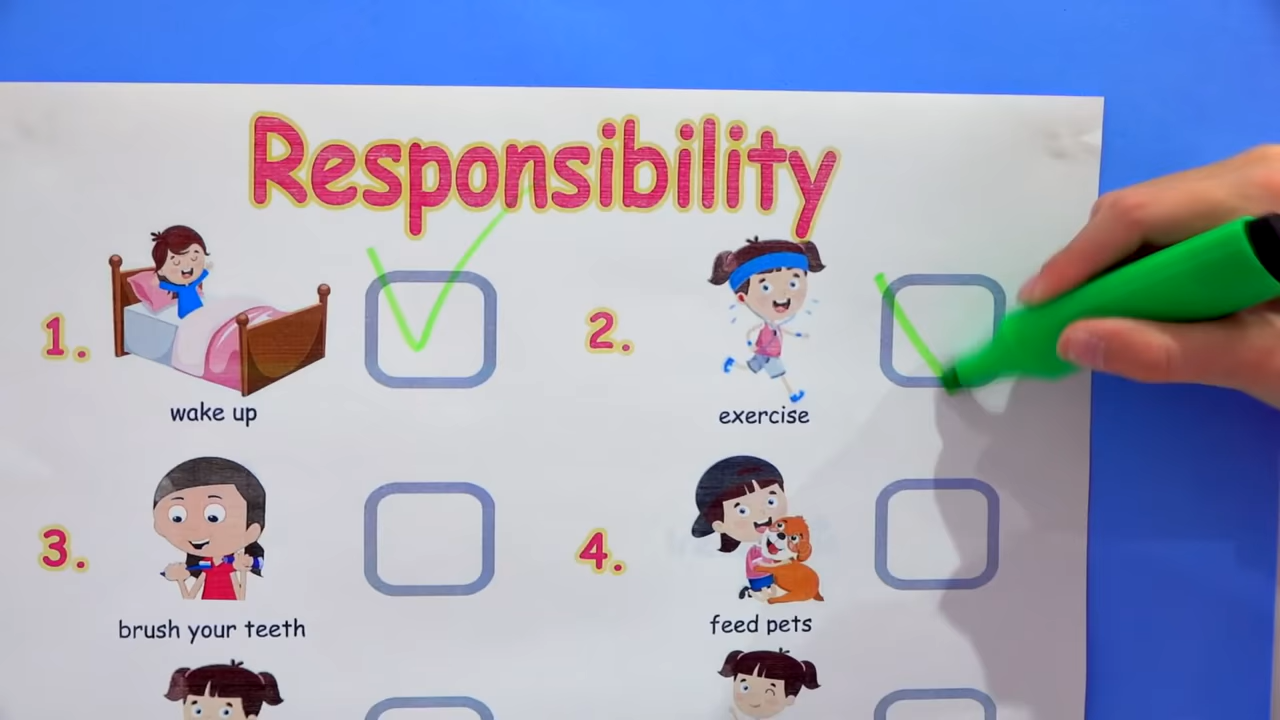 Responsibility
1.
wake up
2.
exercise
3.
brush your teeth
4.
feed pets